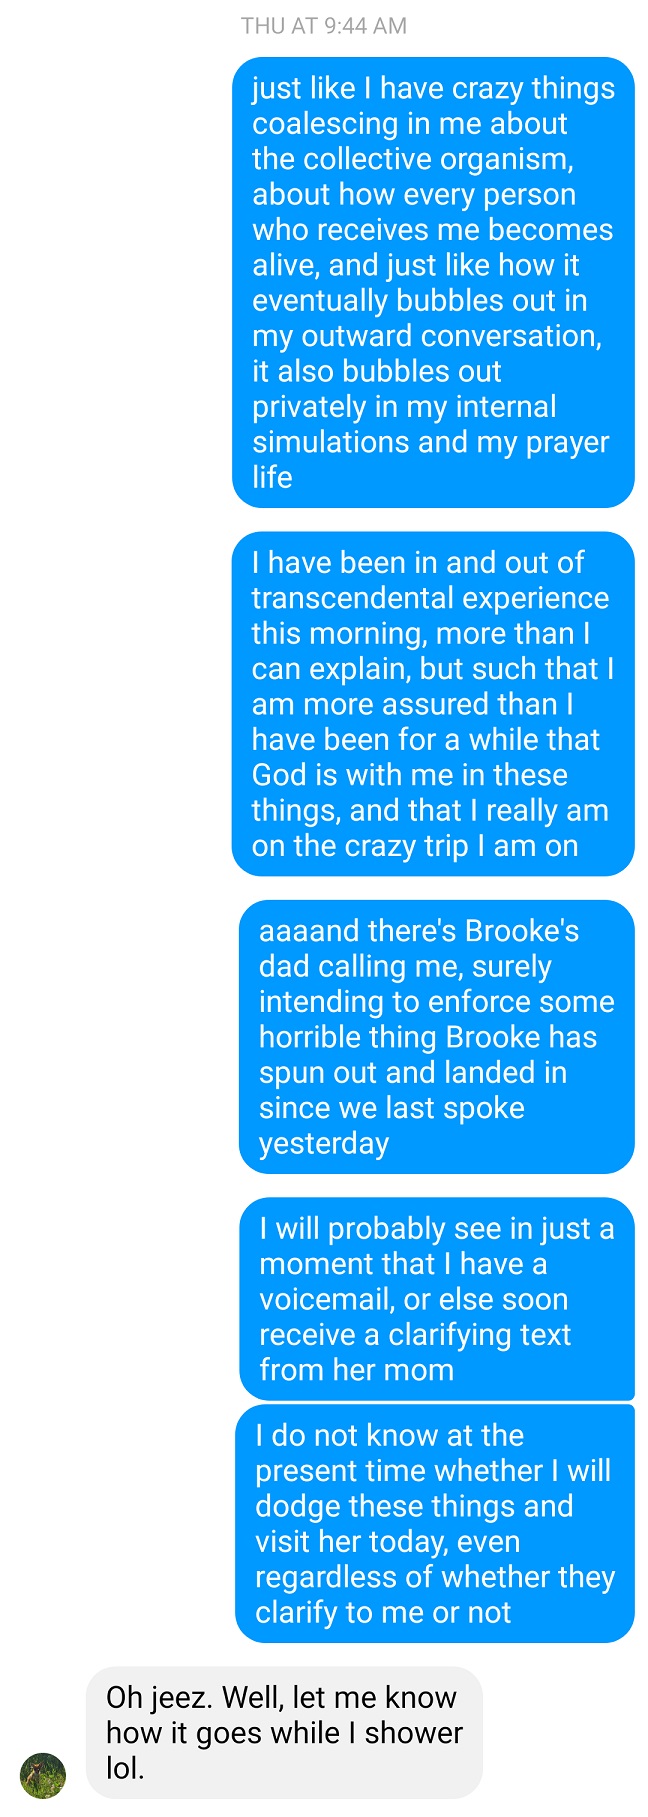 THU AT 9:44 AM
just like I have crazy things
coalescing in me about
the collective organism,
about how every person
who receives me becomes
alive, and just like how it
eventually bubbles out in
my outward conversation,
it also bubbles out
privately in my internal
simulations and my prayer
life
I have been in and out of
transcendental experience
this morning, more than I
can explain, but such that I
am more assured than I
have been for a while that
God is with me in these
things, and that I really am
on the crazy trip I am on
aaaand there's Brooke's
dad calling me, surely
intending to enforce some
horrible thing Brooke has
spun out and landed in
since we last spoke
yesterday
I will probably see in just a
moment that I have a
voicemail, or else soon
receive a clarifying text
from her mom
I do not know at the
present time whether I will
dodge these things and
visit her today, even
regardless of whether they
clarify to me or not
Oh jeez. Well, let me know
how it goes while I shower
lol.